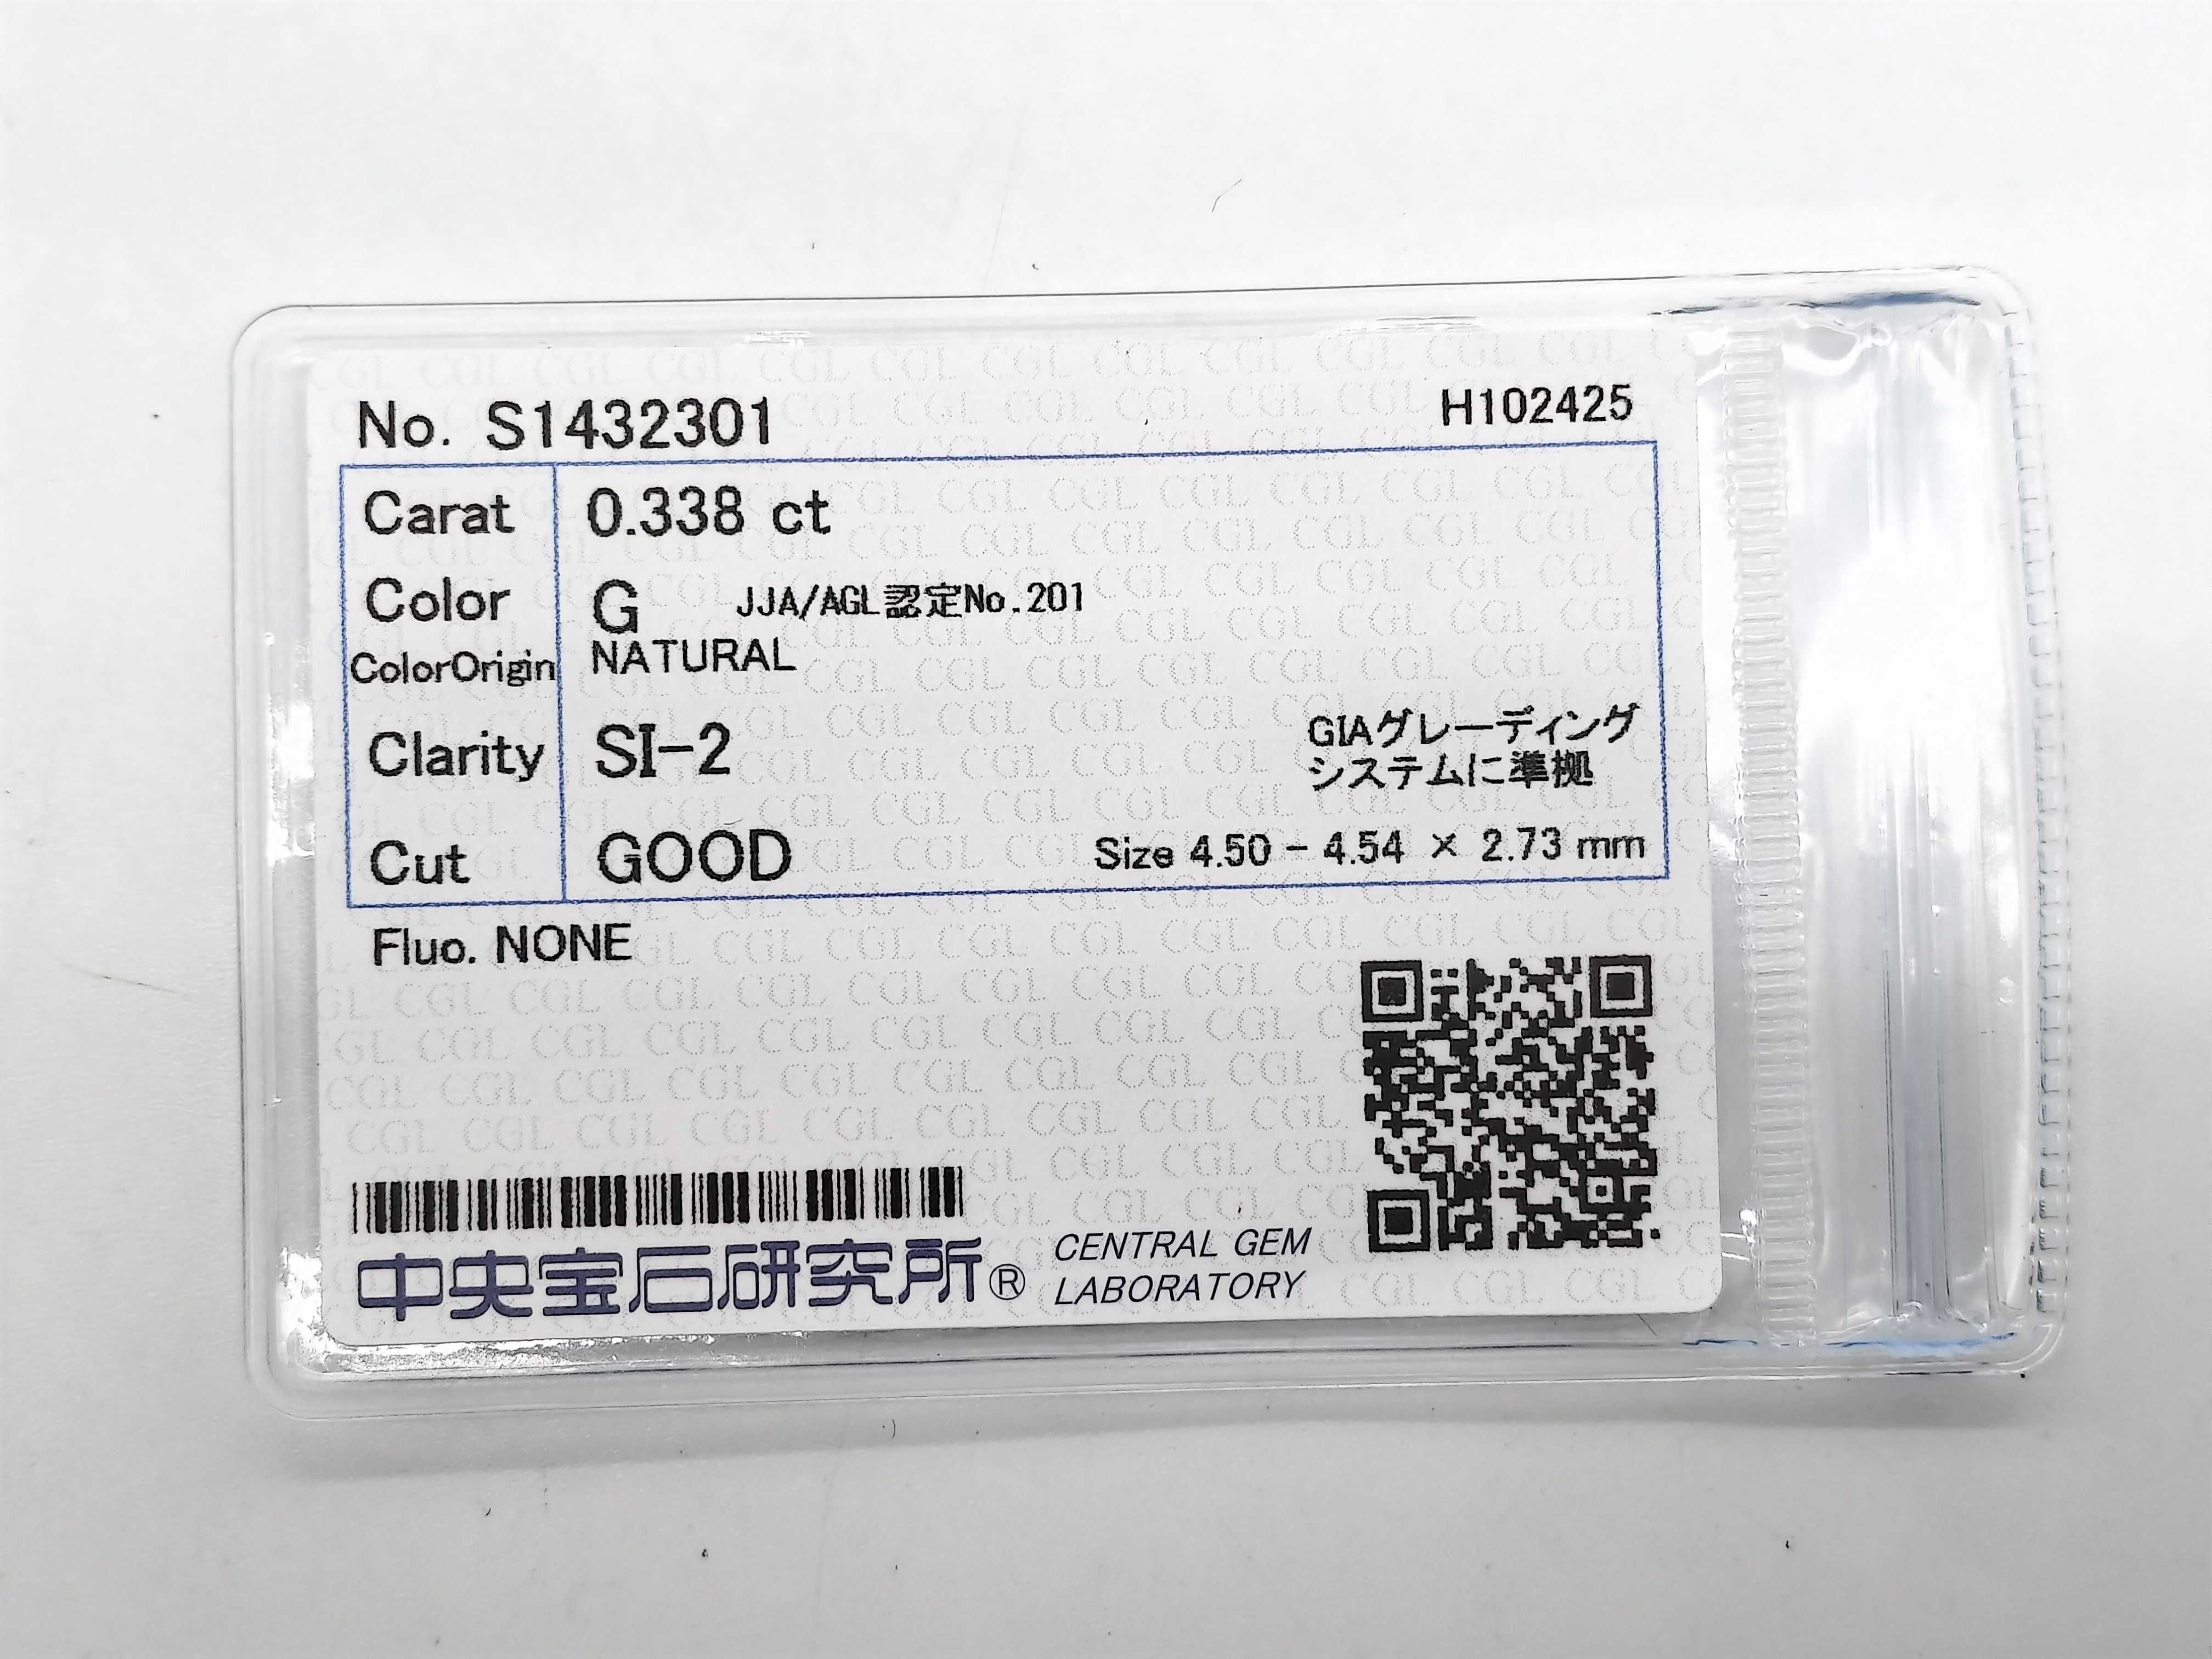 No. S1432301 H102425
Carat 0.338 ct
Color G JJA/AGL認定No.201
ColorOrigin NATURAL
Clarity SI-2 GIAグレーディング
システムに準拠
Cut GOOD Size 4.50 - 4.54 × 2.73 mm
Fluo. NONE
中央宝石研究所® CENTRAL GEM
LABORATORY